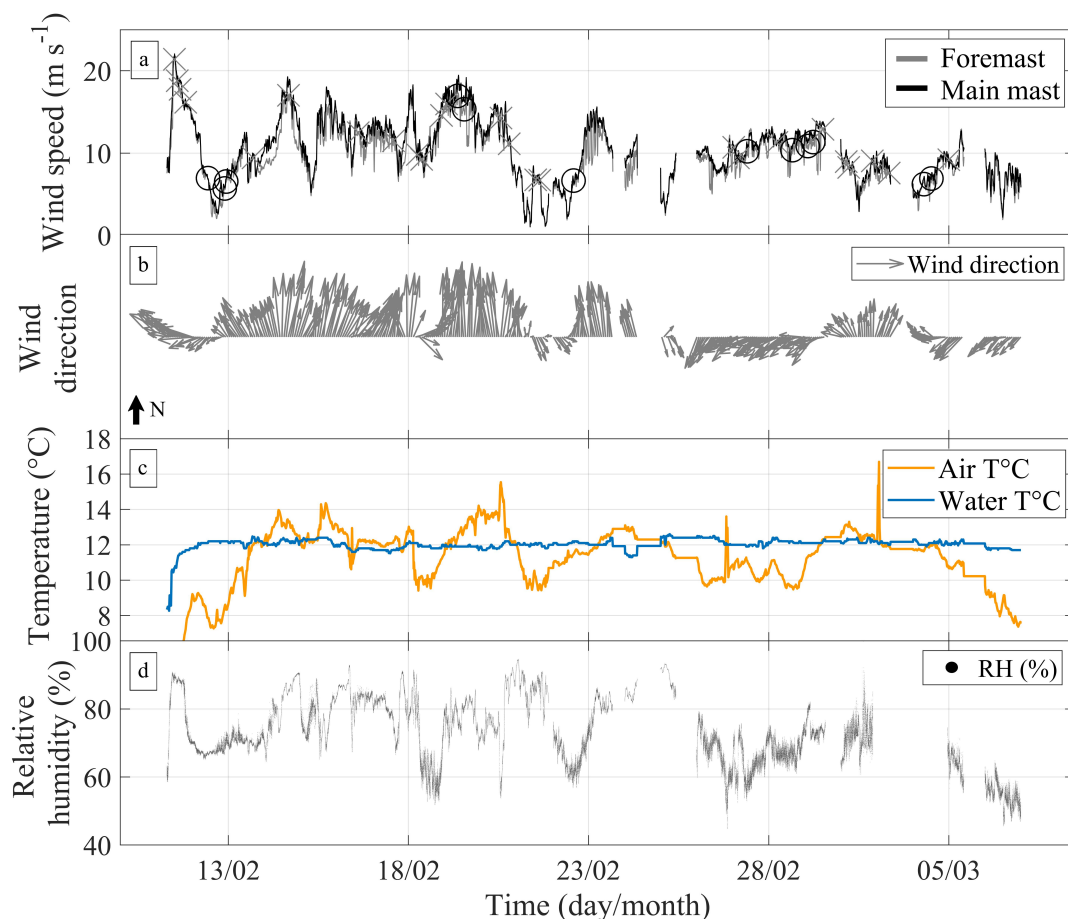 a
Wind speed (m s⁻¹)
20
10
0
Foremast
Main mast
b
Wind
direction
Wind direction
N
c
Temperature (°C)
18
16
14
12
10
8
Air T°C
Water T°C
d
Relative
humidity (%)
100
80
60
40
RH (%)
13/02
18/02
23/02
28/02
05/03
Time (day/month)